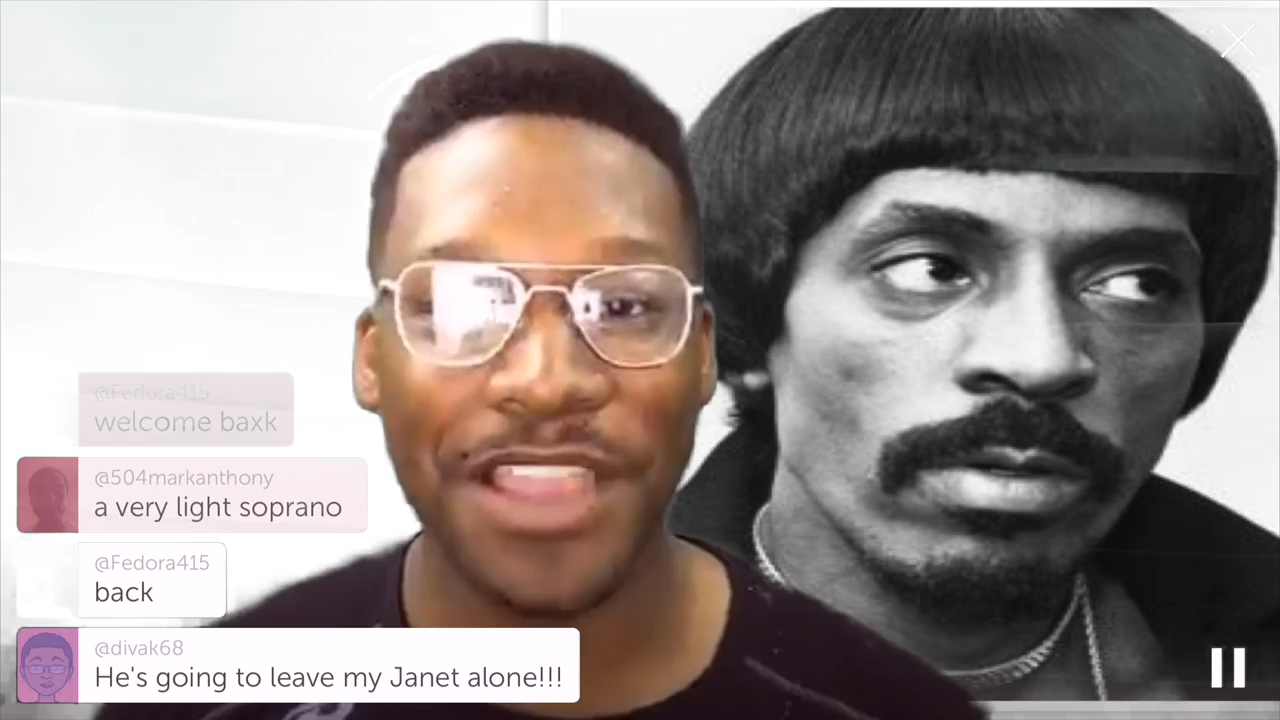 @Fedora415
welcome baxk
@504markanthony
a very light soprano
@Fedora415
back
@divak68
He's going to leave my Janet alone!!!